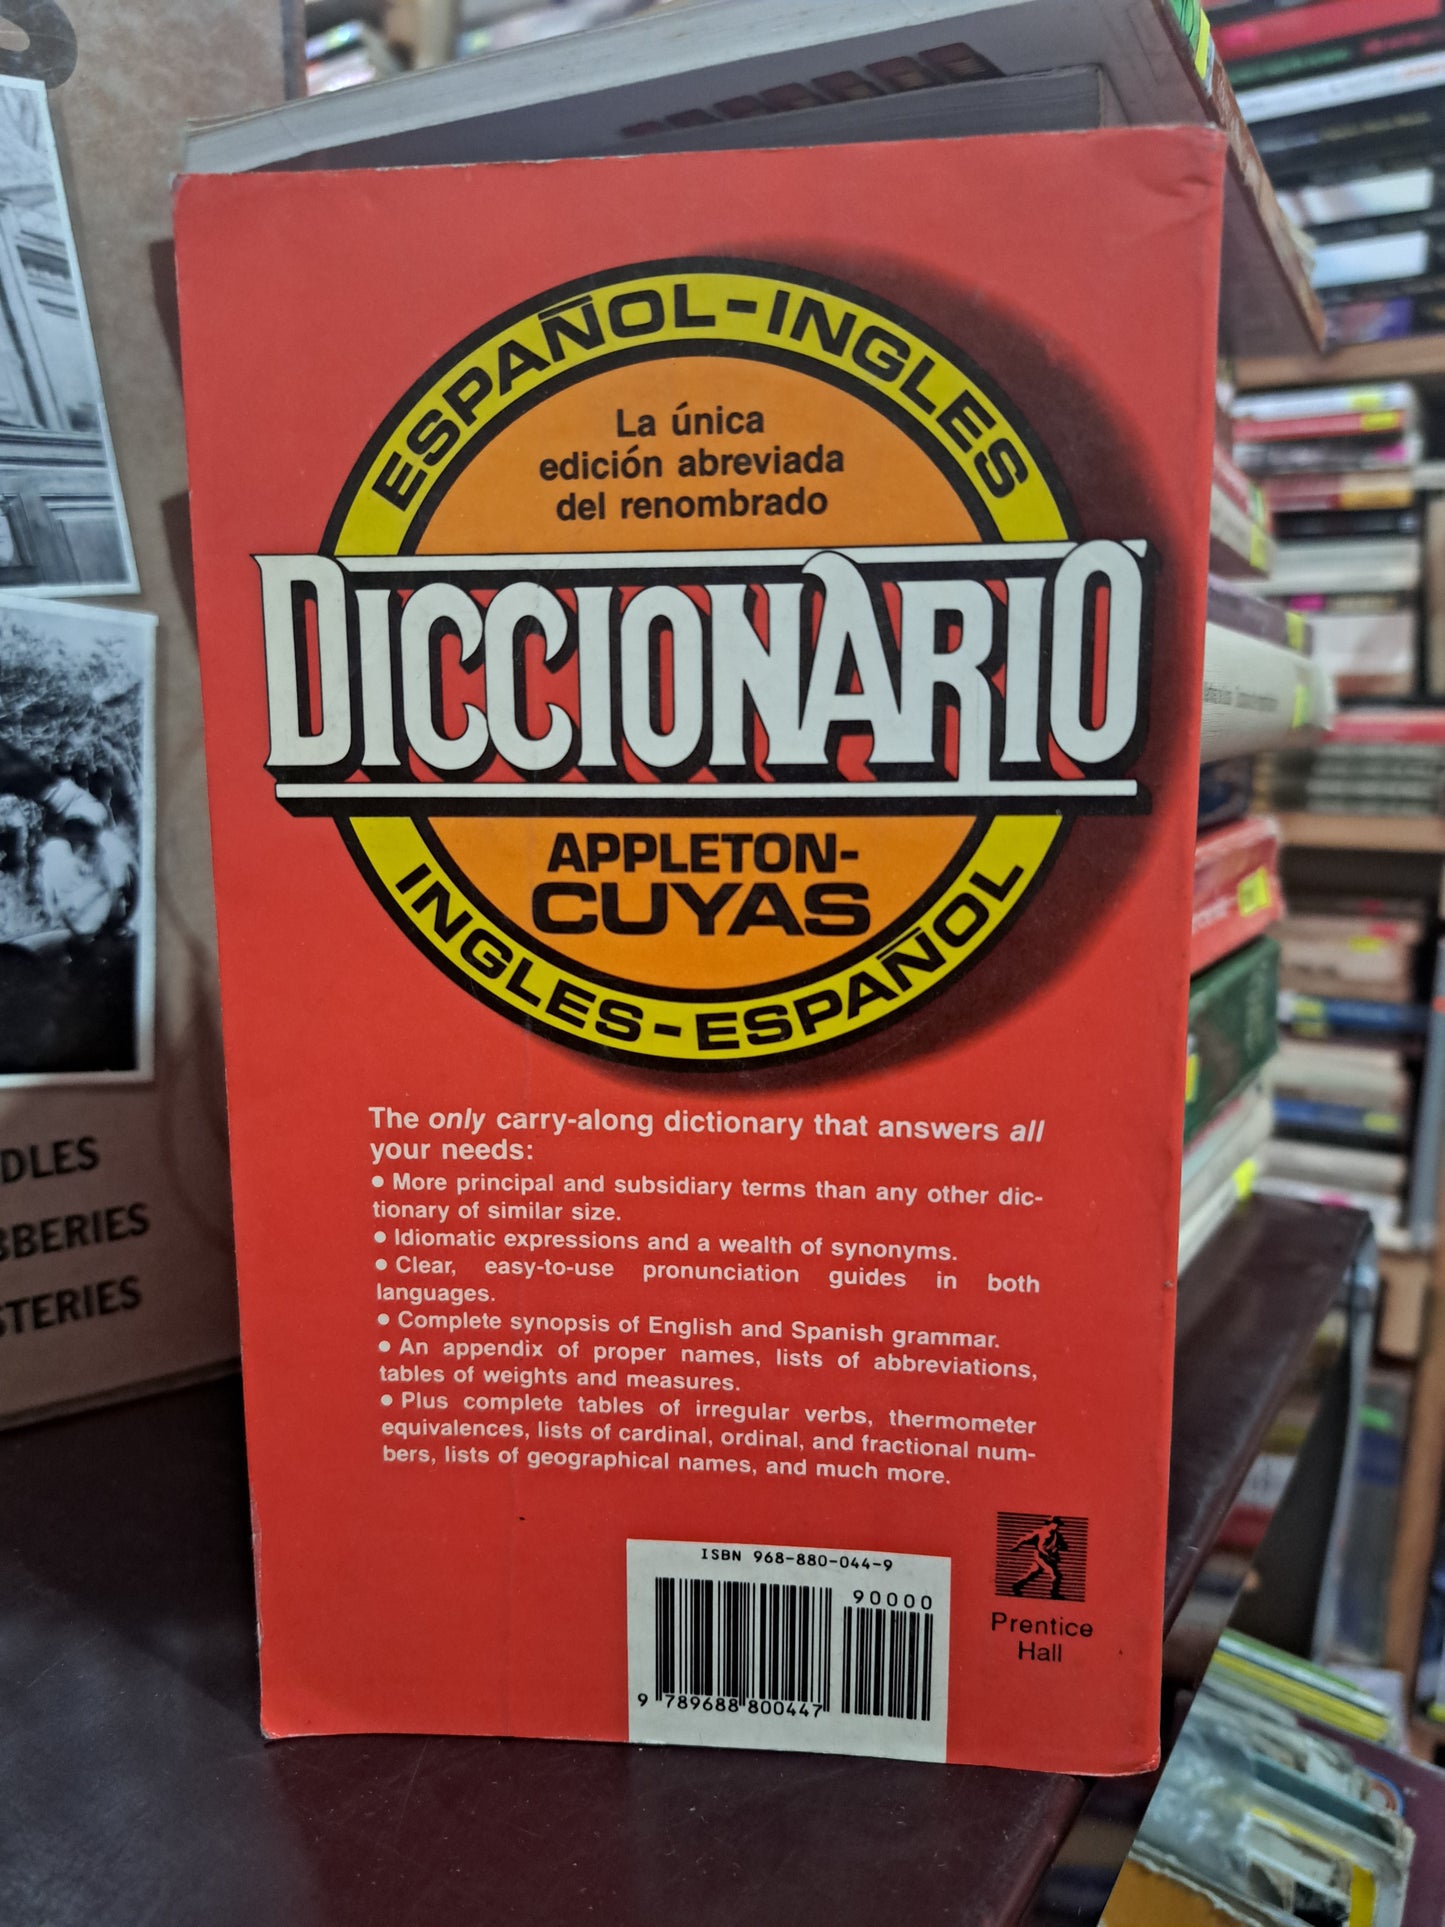 ESPAÑOL-INGLES
La única
edición abreviada
del renombrado
DICCIONARIO
APPLETON-
CUYAS
INGLES-ESPAÑOL
The only carry-along dictionary that answers all
your needs:
● More principal and subsidiary terms than any other dic-
tionary of similar size.
● Idiomatic expressions and a wealth of synonyms.
● Clear, easy-to-use pronunciation guides in both
languages.
● Complete synopsis of English and Spanish grammar.
● An appendix of proper names, lists of abbreviations,
tables of weights and measures.
● Plus complete tables of irregular verbs, thermometer
equivalences, lists of cardinal, ordinal, and fractional num-
bers, lists of geographical names, and much more.
ISBN 968-880-044-9
90000
9 789688 800447
Prentice
Hall
DLES
BBERIES
STERIES